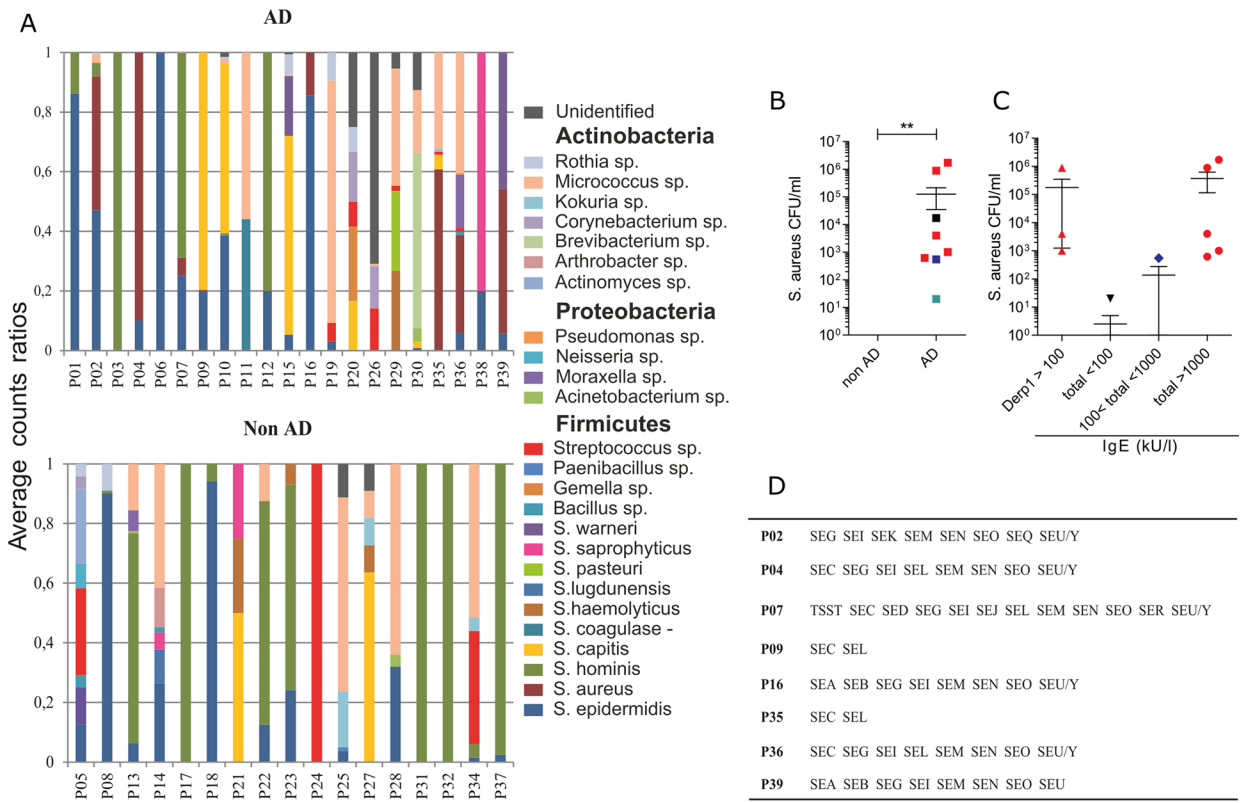 A
AD
1
0,8
0,6
0,4
0,2
0
P01 P02 P03 P04 P06 P07 P09 P10 P11 P12 P15 P16 P19 P20 P26 P29 P30 P35 P36 P38 P39
Average counts ratios
Non AD
1
0,8
0,6
0,4
0,2
0
P05 P08 P13 P14 P17 P18 P21 P22 P23 P24 P25 P27 P28 P31 P32 P34 P37
Unidentified
Actinobacteria
Rothia sp.
Micrococcus sp.
Kokuria sp.
Corynebacterium sp.
Brevibacterium sp.
Arthrobacter sp.
Actinomyces sp.
Proteobacteria
Pseudomonas sp.
Neisseria sp.
Moraxella sp.
Acinetobacterium sp.
Firmicutes
Streptococcus sp.
Paenibacillus sp.
Gemella sp.
Bacillus sp.
S. warneri
S. saprophyticus
S. pasteuri
S.lugdunensis
S.haemolyticus
S. coagulase -
S. capitis
S. hominis
S. aureus
S. epidermidis
B
**
S. aureus CFU/ml
10⁷
10⁶
10⁵
10⁴
10³
10²
10¹
10⁰
non AD
AD
C
S. aureus CFU/ml
10⁷
10⁶
10⁵
10⁴
10³
10²
10¹
10⁰
Derp1 > 100
total <100
100< total <1000
total >1000
IgE (kU/l)
D
P02 SEG SEI SEK SEM SEN SEO SEQ SEU/Y
P04 SEC SEG SEI SEL SEM SEN SEO SEU/Y
P07 TSST SEC SED SEG SEI SEJ SEL SEM SEN SEO SER SEU/Y
P09 SEC SEL
P16 SEA SEB SEG SEI SEM SEN SEO SEU/Y
P35 SEC SEL
P36 SEC SEG SEI SEL SEM SEN SEO SEU/Y
P39 SEA SEB SEG SEI SEM SEN SEO SEU